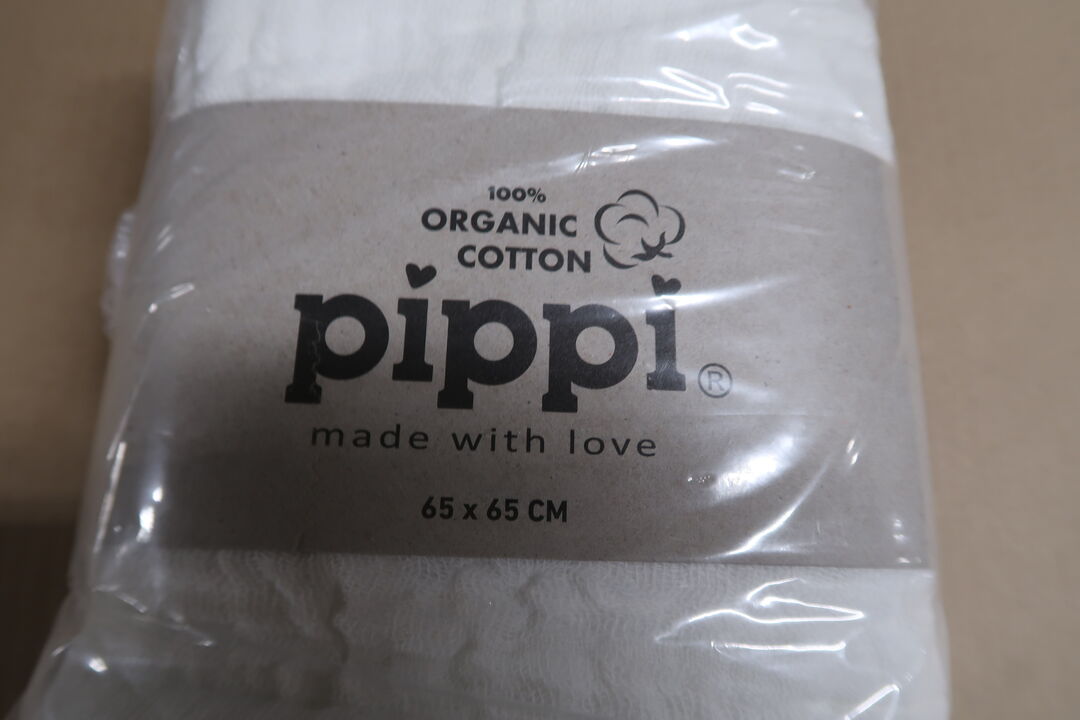 100%
ORGANIC
COTTON
pippi®
made with love
65 x 65 CM